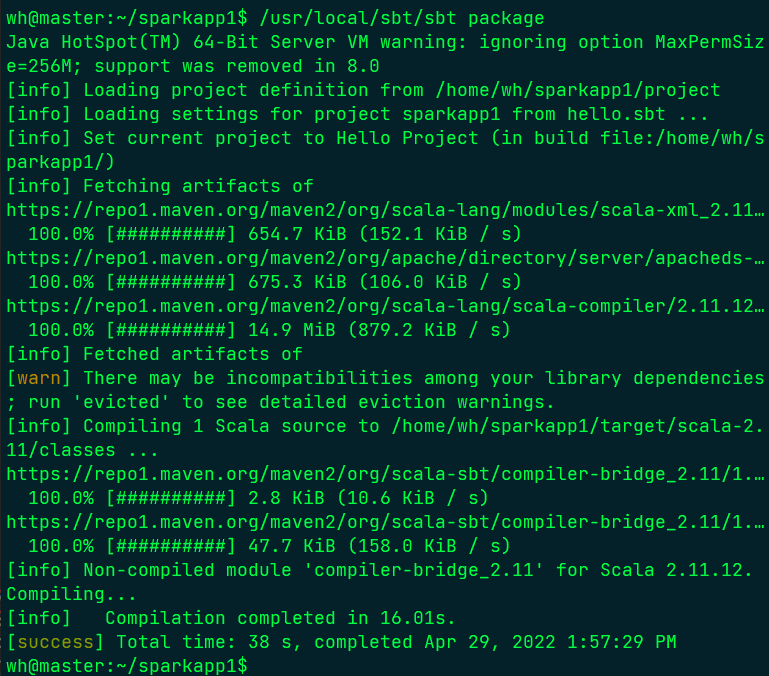 wh@master:~/sparkapp1$ /usr/local/sbt/sbt package
Java HotSpot(TM) 64-Bit Server VM warning: ignoring option MaxPermSiz
e=256M; support was removed in 8.0
[info] Loading project definition from /home/wh/sparkapp1/project
[info] Loading settings for project sparkapp1 from hello.sbt ...
[info] Set current project to Hello Project (in build file:/home/wh/s
parkapp1/)
[info] Fetching artifacts of
https://repo1.maven.org/maven2/org/scala-lang/modules/scala-xml_2.11…
  100.0% [##########] 654.7 KiB (152.1 KiB / s)
https://repo1.maven.org/maven2/org/apache/directory/server/apacheds-…
  100.0% [##########] 675.3 KiB (106.0 KiB / s)
https://repo1.maven.org/maven2/org/scala-lang/scala-compiler/2.11.12…
  100.0% [##########] 14.9 MiB (879.2 KiB / s)
[info] Fetched artifacts of
[warn] There may be incompatibilities among your library dependencies
; run 'evicted' to see detailed eviction warnings.
[info] Compiling 1 Scala source to /home/wh/sparkapp1/target/scala-2.
11/classes ...
https://repo1.maven.org/maven2/org/scala-sbt/compiler-bridge_2.11/1.…
  100.0% [##########] 2.8 KiB (10.6 KiB / s)
https://repo1.maven.org/maven2/org/scala-sbt/compiler-bridge_2.11/1.…
  100.0% [##########] 47.7 KiB (158.0 KiB / s)
[info] Non-compiled module 'compiler-bridge_2.11' for Scala 2.11.12.
Compiling...
[info]   Compilation completed in 16.01s.
[success] Total time: 38 s, completed Apr 29, 2022 1:57:29 PM
wh@master:~/sparkapp1$